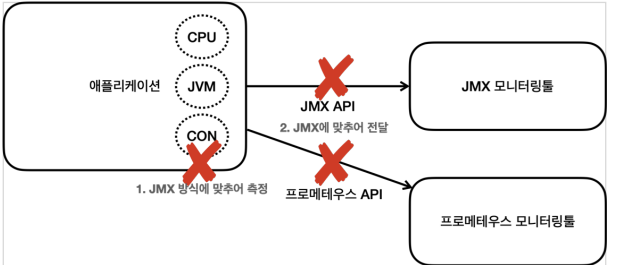 CPU
애플리케이션
JVM
JMX 모니터링툴
JMX API
2. JMX에 맞추어 전달
CON
1. JMX 방식에 맞추어 측정
프로메테우스 API
프로메테우스 모니터링툴